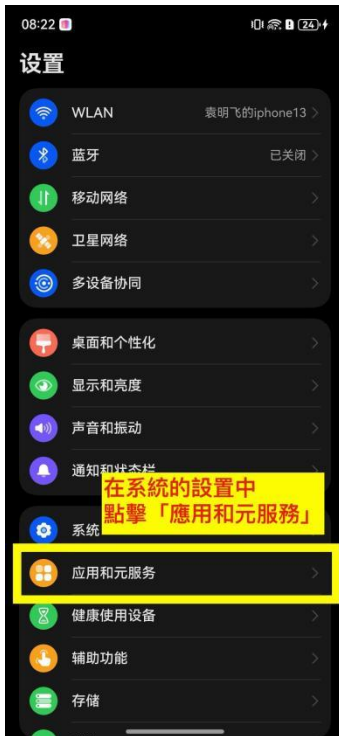 08:22
24
设置
WLAN 袁明飞的iphone13
蓝牙 已关闭
移动网络
卫星网络
多设备协同
桌面和个性化
显示和亮度
声音和振动
通知和状态栏
在系統的設置中
點擊「應用和元服務」
系统
应用和元服务
健康使用设备
辅助功能
存储